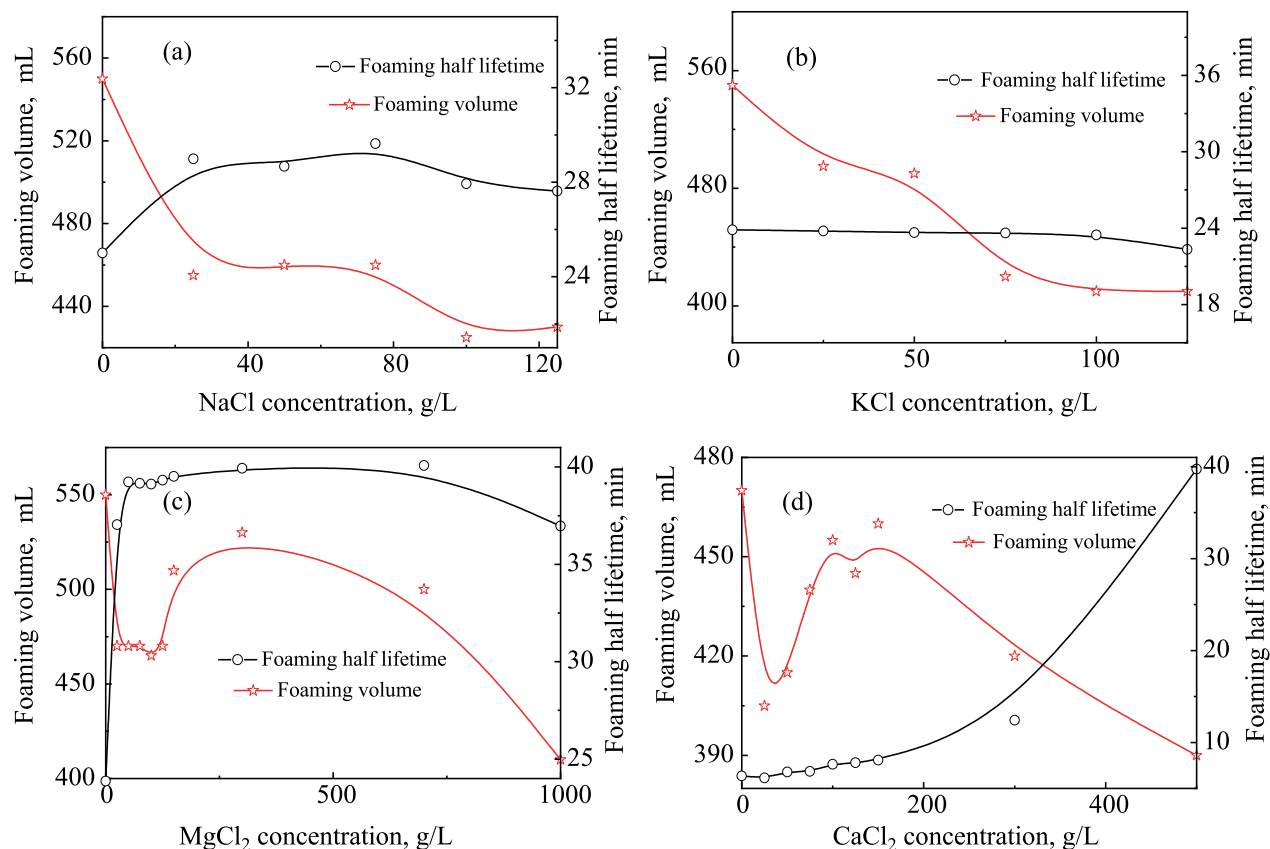 (a)
Foaming half lifetime
Foaming volume
560
520
480
440
32
28
24
0 40 80 120
Foaming volume, mL
Foaming half lifetime, min
NaCl concentration, g/L
(b)
Foaming half lifetime
Foaming volume
560
480
400
36
30
24
18
0 50 100
Foaming volume, mL
Foaming half lifetime, min
KCl concentration, g/L
(c)
Foaming half lifetime
Foaming volume
550
500
450
400
40
35
30
25
0 500 1000
Foaming volume, mL
Foaming half lifetime, min
MgCl₂ concentration, g/L
(d)
Foaming half lifetime
Foaming volume
480
450
420
390
40
30
20
10
0 200 400
Foaming volume, mL
Foaming half lifetime, min
CaCl₂ concentration, g/L